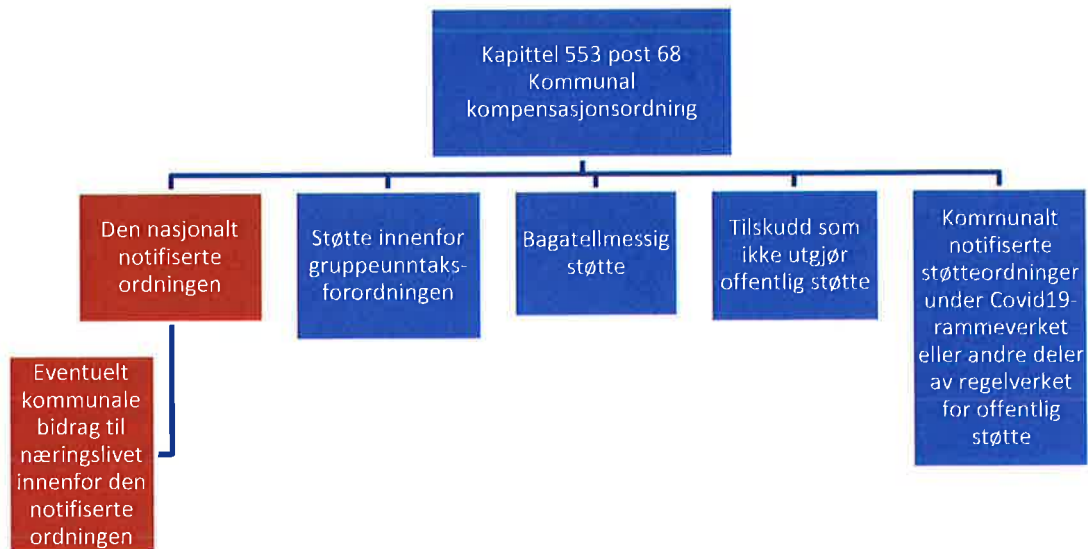 Kapittel 553 post 68
Kommunal
kompensasjonsordning
Den nasjonalt
notifiserte
ordningen
Støtte innenfor
gruppeunntaks-
forordningen
Bagatellmessig
støtte
Tilskudd som
ikke utgjør
offentlig støtte
Kommunalt
notifiserte
støtteordninger
under Covid19-
rammeverket
eller andre deler
av regelverket
for offentlig
støtte
Eventuelt
kommunale
bidrag til
næringslivet
innenfor den
notifiserte
ordningen